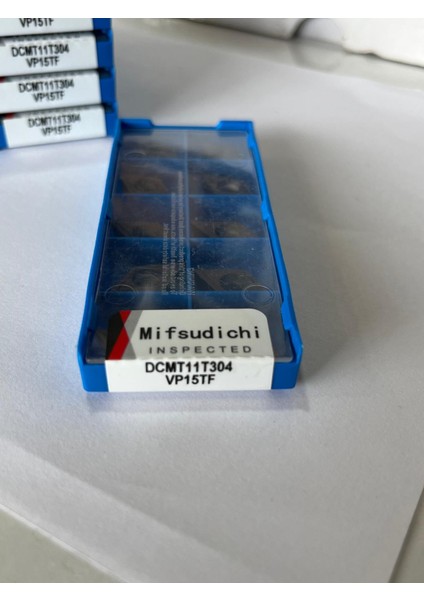 VP15TF
DCMT11T304
VP15TF
DCMT11T304
VP15TF
DCMT11T304
VP15TF
Mifsudichi
INSPECTED
DCMT11T304
VP15TF